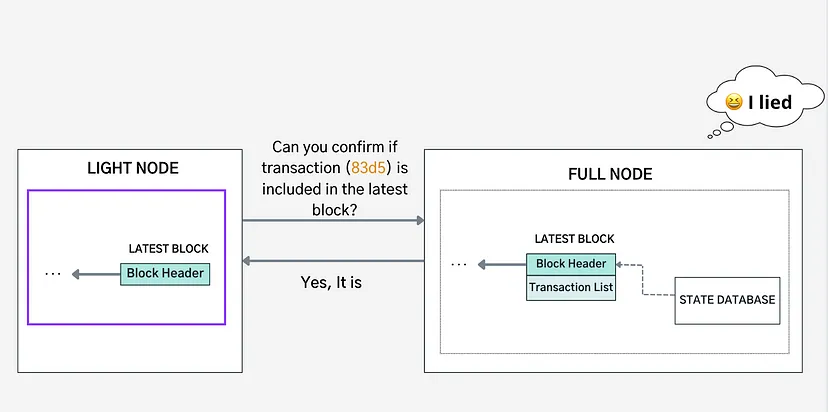 😆 I lied
LIGHT NODE
LATEST BLOCK
...
Block Header
Can you confirm if
transaction (83d5) is
included in the latest
block?
Yes, It is
FULL NODE
LATEST BLOCK
...
Block Header
Transaction List
STATE DATABASE